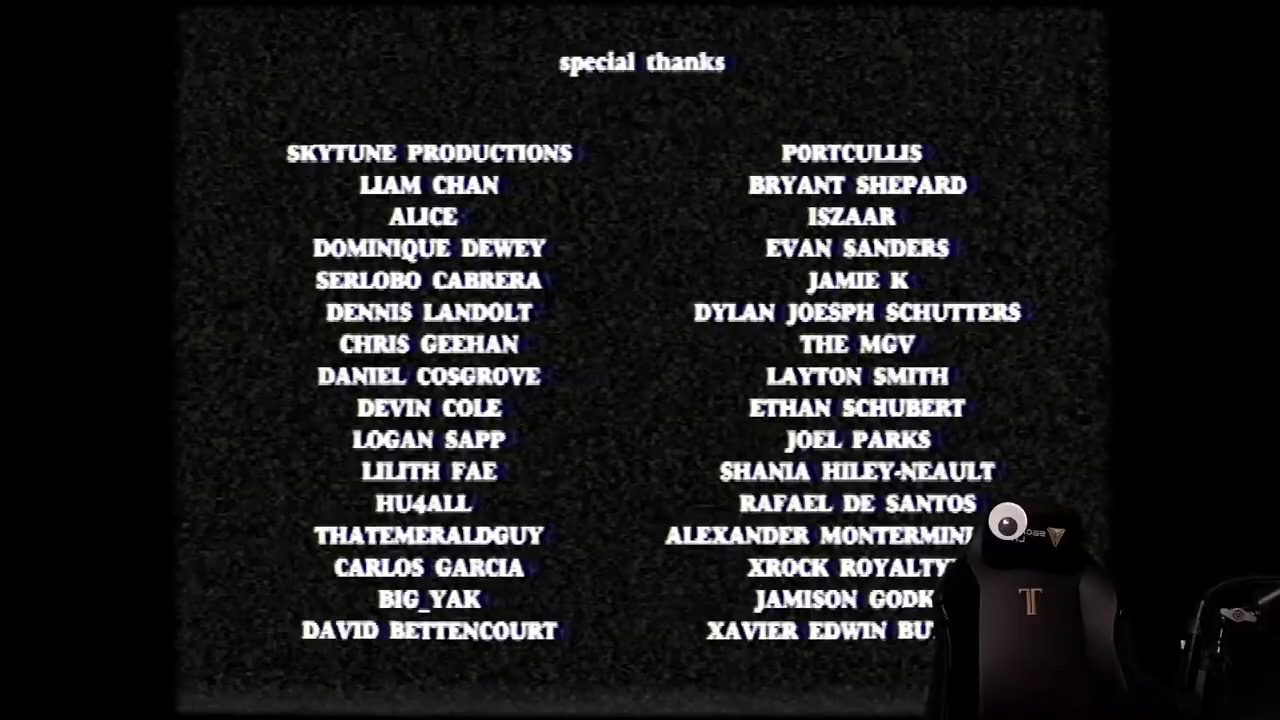 special thanks
SKYTUNE PRODUCTIONS
LIAM CHAN
ALICE
DOMINIQUE DEWEY
SERLOBO CABRERA
DENNIS LANDOLT
CHRIS GEEHAN
DANIEL COSGROVE
DEVIN COLE
LOGAN SAPP
LILITH FAE
HU4ALL
THATEMERALDGUY
CARLOS GARCIA
BIG_YAK
DAVID BETTENCOURT
P0RTCULLIS
BRYANT SHEPARD
ISZAAR
EVAN SANDERS
JAMIE K
DYLAN JOESPH SCHUTTERS
THE MGV
LAYTON SMITH
ETHAN SCHUBERT
JOEL PARKS
SHANIA HILEY-NEAULT
RAFAEL DE SANTOS
ALEXANDER
XROCK
JAMISON
XAVIER EDWIN
T